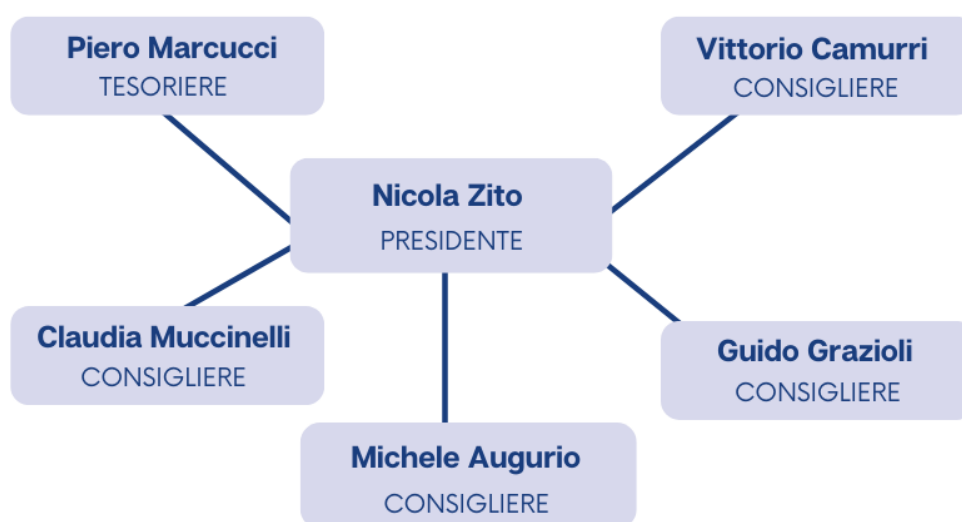 Piero Marcucci
TESORIERE
Vittorio Camurri
CONSIGLIERE
Nicola Zito
PRESIDENTE
Claudia Muccinelli
CONSIGLIERE
Guido Grazioli
CONSIGLIERE
Michele Augurio
CONSIGLIERE